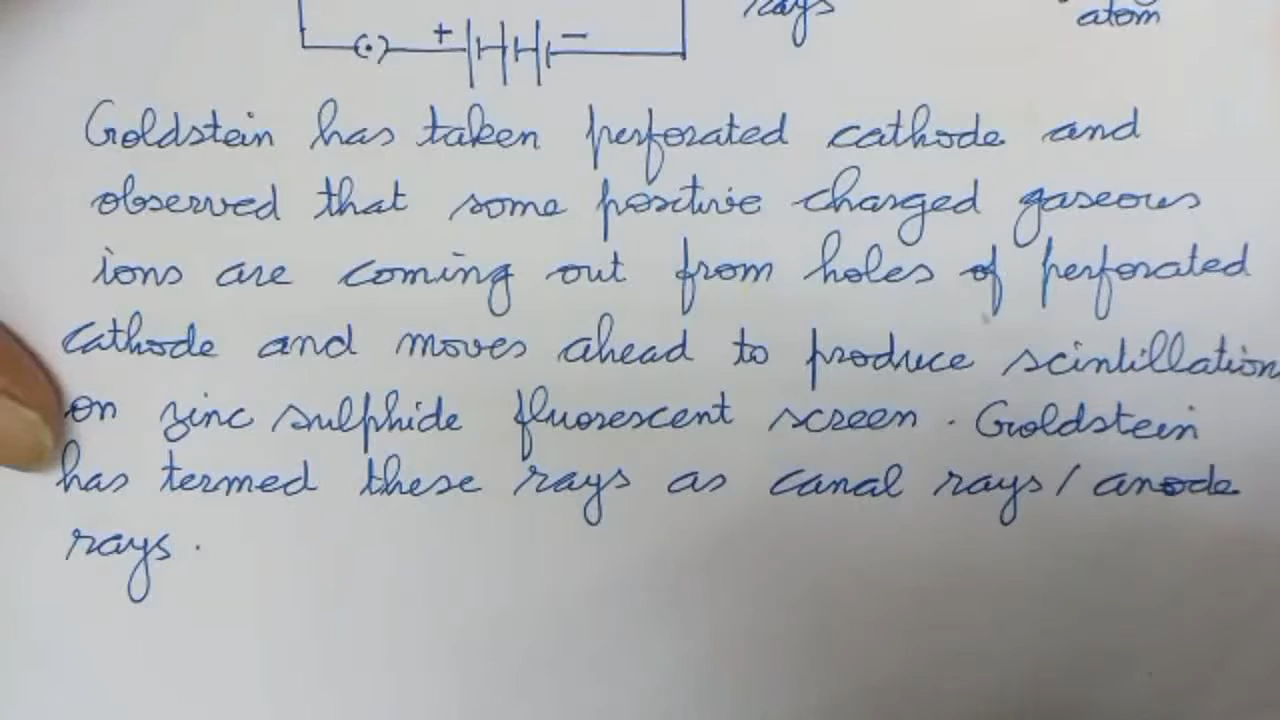 rays
atom
+ −
Goldstein has taken perforated cathode and
observed that some positive charged gaseous
ions are coming out from holes of perforated
cathode and moves ahead to produce scintillation
on zinc sulphide fluorescent screen. Goldstein
has termed these rays as canal rays/anode
rays.